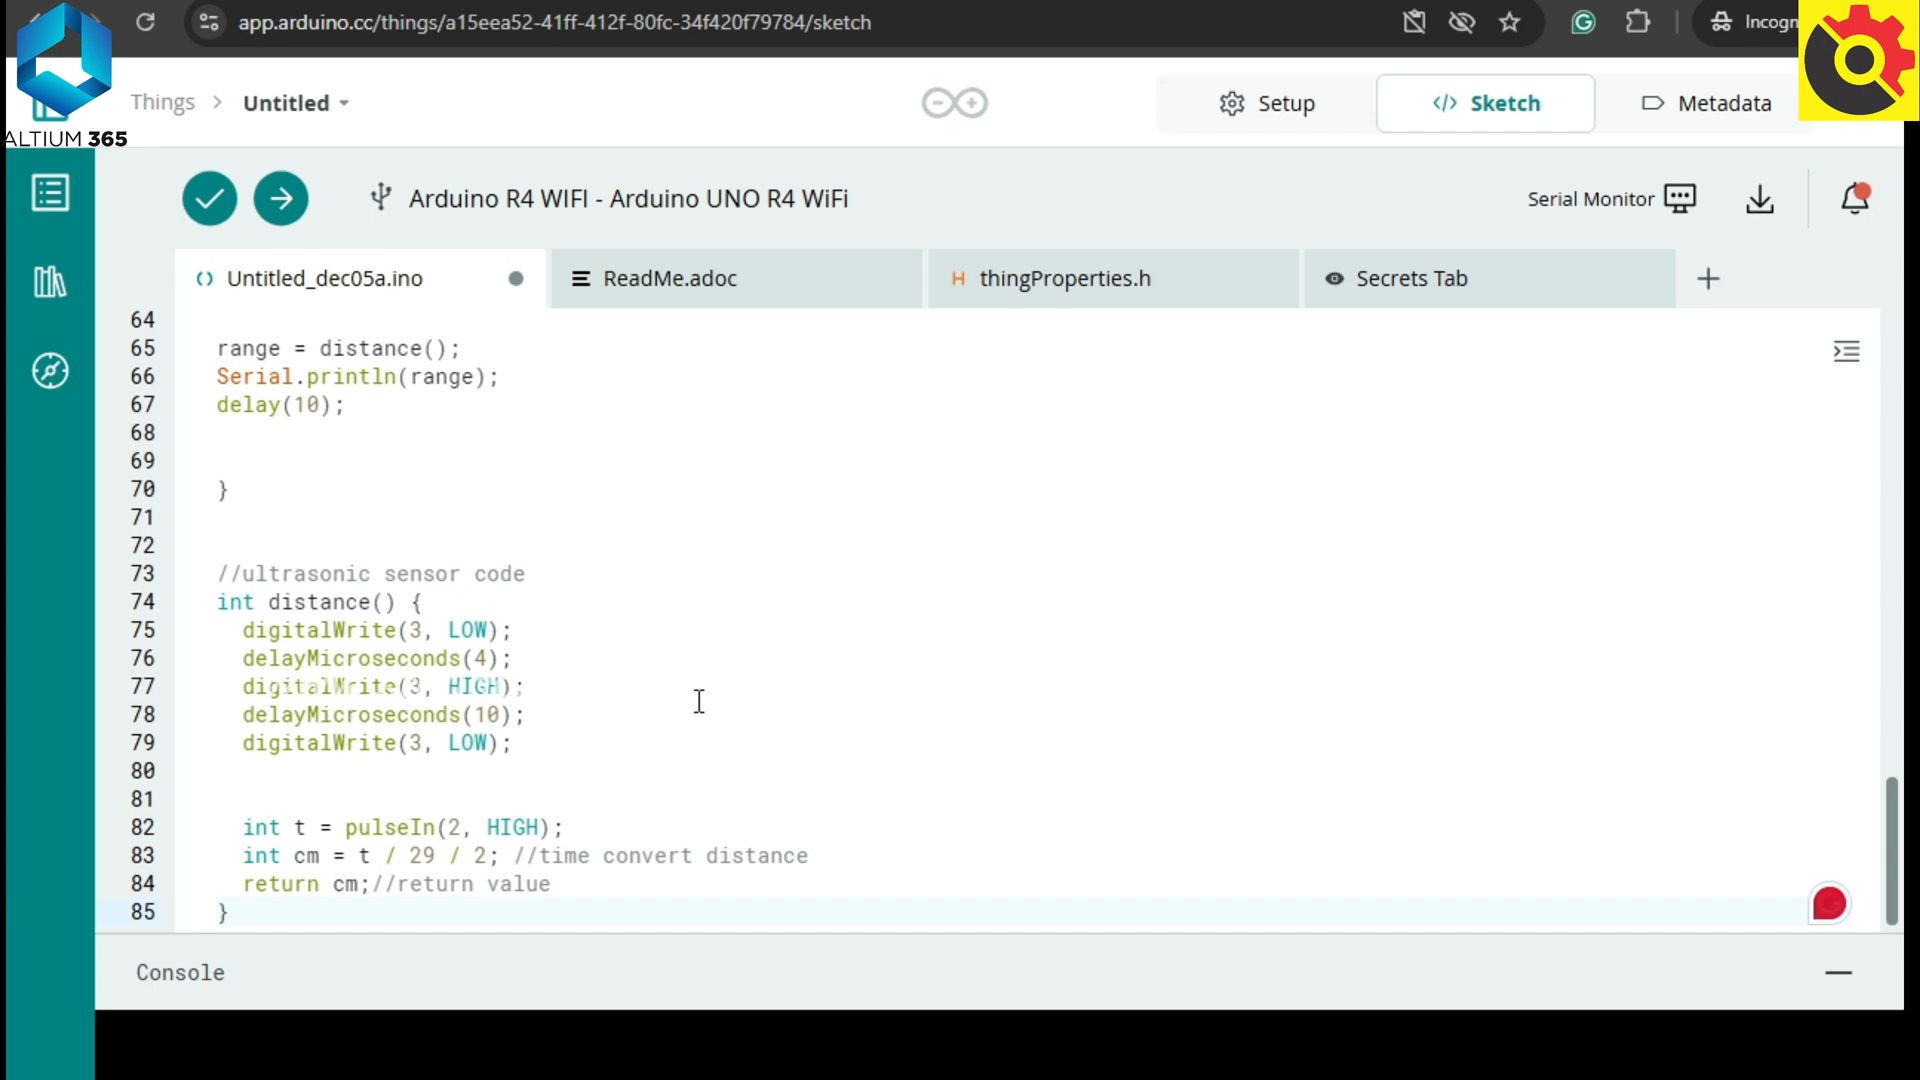 app.arduino.cc/things/a15eea52-41ff-412f-80fc-34f420f79784/sketch
Incogn
ALTIUM 365
Things > Untitled
Setup
</> Sketch
Metadata
Arduino R4 WIFI - Arduino UNO R4 WiFi
Serial Monitor
Untitled_dec05a.ino
ReadMe.adoc
H thingProperties.h
Secrets Tab
64
65 range = distance();
66 Serial.println(range);
67 delay(10);
68
69
70 }
71
72
73 //ultrasonic sensor code
74 int distance() {
75 digitalWrite(3, LOW);
76 delayMicroseconds(4);
77 digitalWrite(3, HIGH);
78 delayMicroseconds(10);
79 digitalWrite(3, LOW);
80
81
82 int t = pulseIn(2, HIGH);
83 int cm = t / 29 / 2; //time convert distance
84 return cm;//return value
85 }
Console